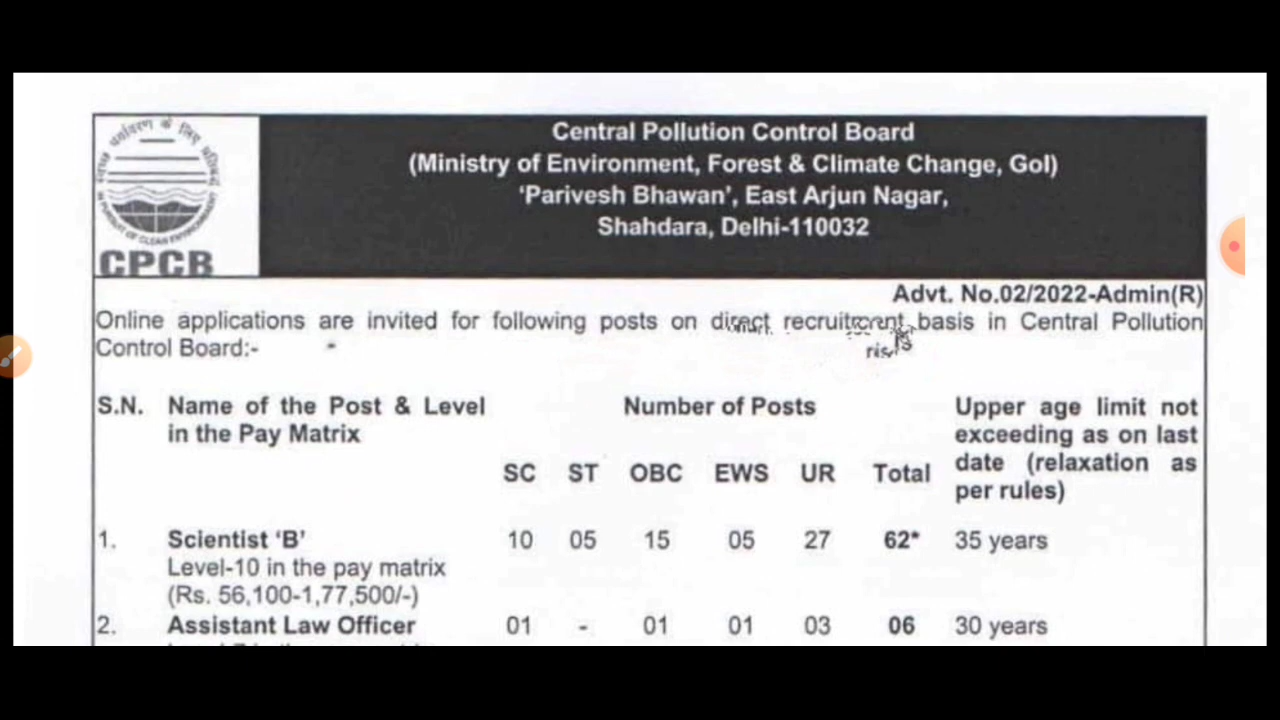 पर्यावरण के लिए
CPCB
Central Pollution Control Board
(Ministry of Environment, Forest & Climate Change, GoI)
‘Parivesh Bhawan’, East Arjun Nagar,
Shahdara, Delhi-110032
Advt. No.02/2022-Admin(R)
Online applications are invited for following posts on direct recruitment basis in Central Pollution
Control Board:-
S.N. Name of the Post & Level Number of Posts Upper age limit not
in the Pay Matrix exceeding as on last
SC ST OBC EWS UR Total date (relaxation as
per rules)
1. Scientist ‘B’ 10 05 15 05 27 62* 35 years
Level-10 in the pay matrix
(Rs. 56,100-1,77,500/-)
2. Assistant Law Officer 01 - 01 01 03 06 30 years